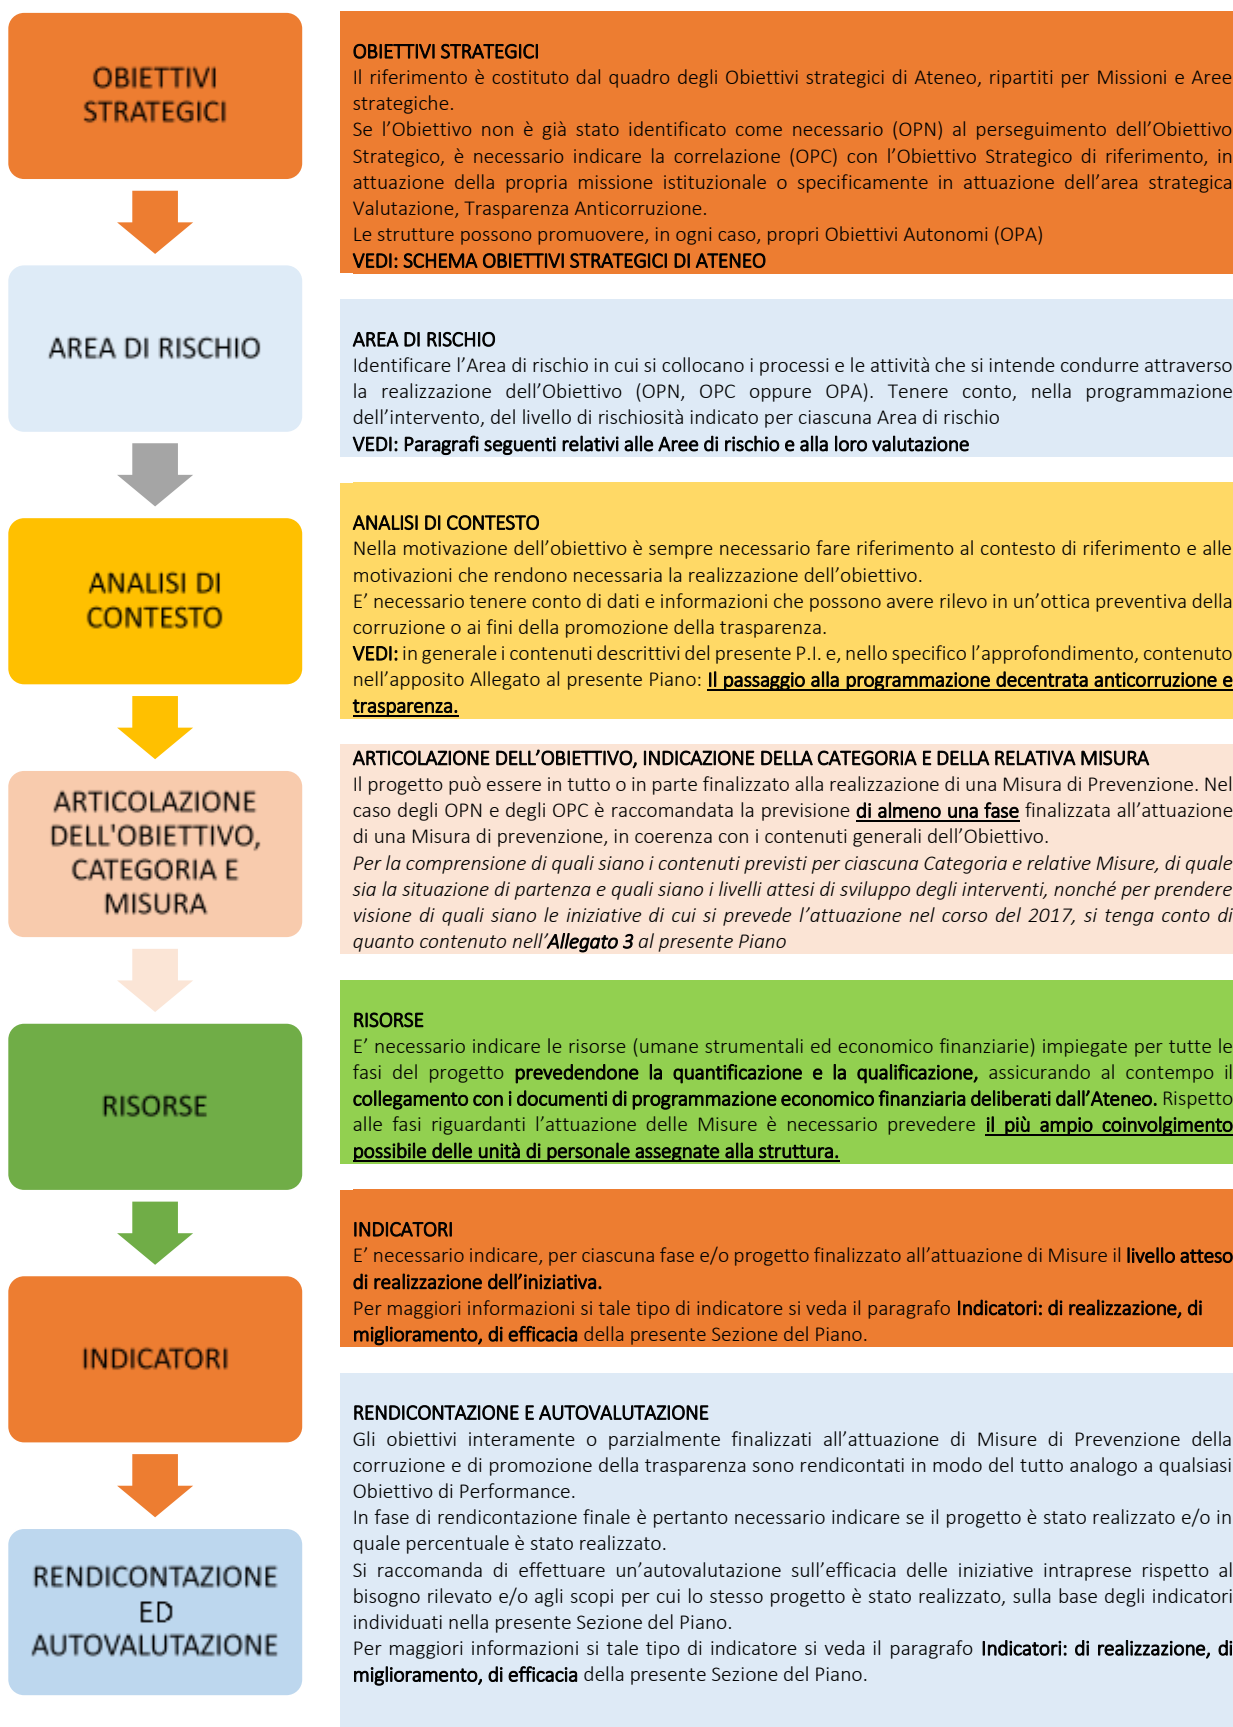 OBIETTIVI
STRATEGICI
OBIETTIVI STRATEGICI
Il riferimento è costituito dal quadro degli Obiettivi strategici di Ateneo, ripartiti per Missioni e Aree
strategiche.
Se l’Obiettivo non è già stato identificato come necessario (OPN) al perseguimento dell’Obiettivo
Strategico, è necessario indicare la correlazione (OPC) con l’Obiettivo Strategico di riferimento, in
attuazione della propria missione istituzionale o specificamente in attuazione dell’area strategica
Valutazione, Trasparenza Anticorruzione.
Le strutture possono promuovere, in ogni caso, propri Obiettivi Autonomi (OPA)
VEDI: SCHEMA OBIETTIVI STRATEGICI DI ATENEO
AREA DI RISCHIO
AREA DI RISCHIO
Identificare l’Area di rischio in cui si collocano i processi e le attività che si intende condurre attraverso
la realizzazione dell’Obiettivo (OPN, OPC oppure OPA). Tenere conto, nella programmazione
dell’intervento, del livello di rischiosità indicato per ciascuna Area di rischio
VEDI: Paragrafi seguenti relativi alle Aree di rischio e alla loro valutazione
ANALISI DI
CONTESTO
ANALISI DI CONTESTO
Nella motivazione dell’obiettivo è sempre necessario fare riferimento al contesto di riferimento e alle
motivazioni che rendono necessaria la realizzazione dell’obiettivo.
E’ necessario tenere conto di dati e informazioni che possono avere rilevo in un’ottica preventiva della
corruzione o ai fini della promozione della trasparenza.
VEDI: in generale i contenuti descrittivi del presente P.I. e, nello specifico l’approfondimento, contenuto
nell’apposito Allegato al presente Piano: Il passaggio alla programmazione decentrata anticorruzione e
trasparenza.
ARTICOLAZIONE
DELL'OBIETTIVO,
CATEGORIA E
MISURA
ARTICOLAZIONE DELL’OBIETTIVO, INDICAZIONE DELLA CATEGORIA E DELLA RELATIVA MISURA
Il progetto può essere in tutto o in parte finalizzato alla realizzazione di una Misura di Prevenzione. Nel
caso degli OPN e degli OPC è raccomandata la previsione di almeno una fase finalizzata all’attuazione
di una Misura di prevenzione, in coerenza con i contenuti generali dell’Obiettivo.
Per la comprensione di quali siano i contenuti previsti per ciascuna Categoria e relative Misure, di quale
sia la situazione di partenza e quali siano i livelli attesi di sviluppo degli interventi, nonché per prendere
visione di quali siano le iniziative di cui si prevede l’attuazione nel corso del 2017, si tenga conto di
quanto contenuto nell’Allegato 3 al presente Piano
RISORSE
RISORSE
E’ necessario indicare le risorse (umane strumentali ed economico finanziarie) impiegate per tutte le
fasi del progetto prevedendone la quantificazione e la qualificazione, assicurando al contempo il
collegamento con i documenti di programmazione economico finanziaria deliberati dall’Ateneo. Rispetto
alle fasi riguardanti l’attuazione delle Misure è necessario prevedere il più ampio coinvolgimento
possibile delle unità di personale assegnate alla struttura.
INDICATORI
INDICATORI
E’ necessario indicare, per ciascuna fase e/o progetto finalizzato all’attuazione di Misure il livello atteso
di realizzazione dell’iniziativa.
Per maggiori informazioni si tale tipo di indicatore si veda il paragrafo Indicatori: di realizzazione, di
miglioramento, di efficacia della presente Sezione del Piano.
RENDICONTAZIONE
ED
AUTOVALUTAZIONE
RENDICONTAZIONE E AUTOVALUTAZIONE
Gli obiettivi interamente o parzialmente finalizzati all’attuazione di Misure di Prevenzione della
corruzione e di promozione della trasparenza sono rendicontati in modo del tutto analogo a qualsiasi
Obiettivo di Performance.
In fase di rendicontazione finale è pertanto necessario indicare se il progetto è stato realizzato e/o in
quale percentuale è stato realizzato.
Si raccomanda di effettuare un’autovalutazione sull’efficacia delle iniziative intraprese rispetto al
bisogno rilevato e/o agli scopi per cui lo stesso progetto è stato realizzato, sulla base degli indicatori
individuati nella presente Sezione del Piano.
Per maggiori informazioni si tale tipo di indicatore si veda il paragrafo Indicatori: di realizzazione, di
miglioramento, di efficacia della presente Sezione del Piano.